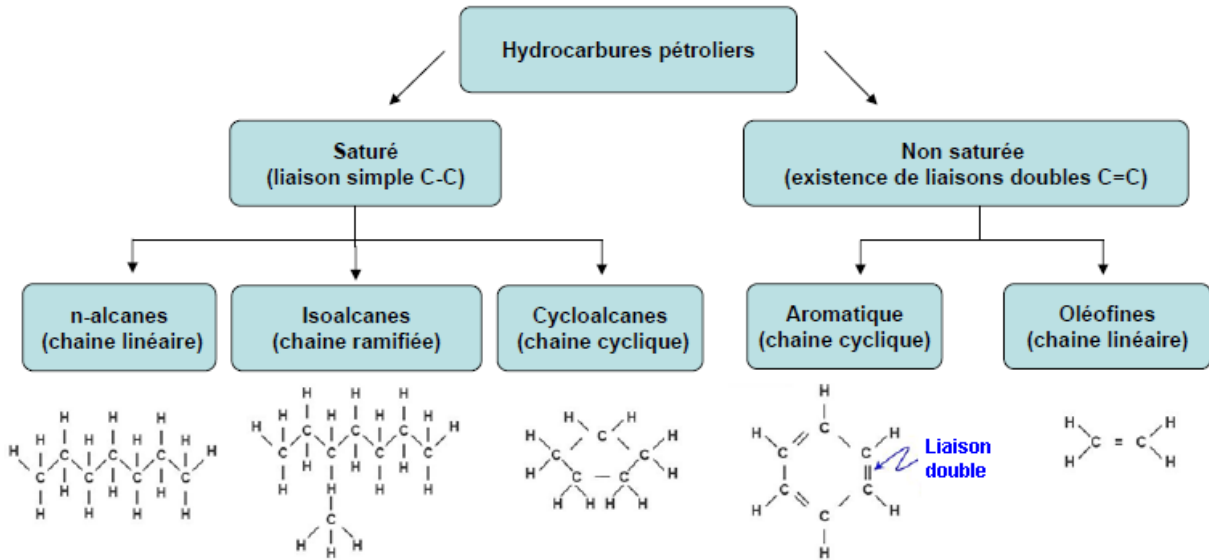 Hydrocarbures pétroliers
Saturé
(liaison simple C-C)
Non saturée
(existence de liaisons doubles C=C)
n-alcanes
(chaine linéaire)
Isoalcanes
(chaine ramifiée)
Cycloalcanes
(chaine cyclique)
Aromatique
(chaine cyclique)
Oléofines
(chaine linéaire)
Liaison
double